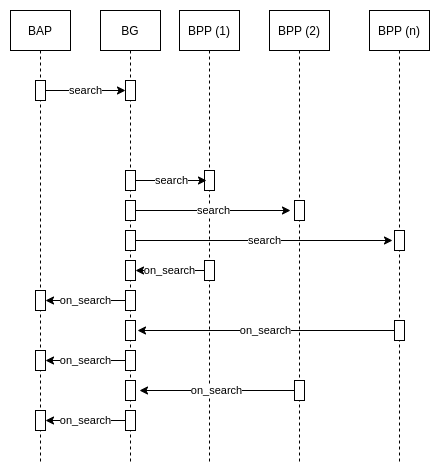 BAP
BG
BPP (1)
BPP (2)
BPP (n)
search
search
search
search
on_search
on_search
on_search
on_search
on_search
on_search